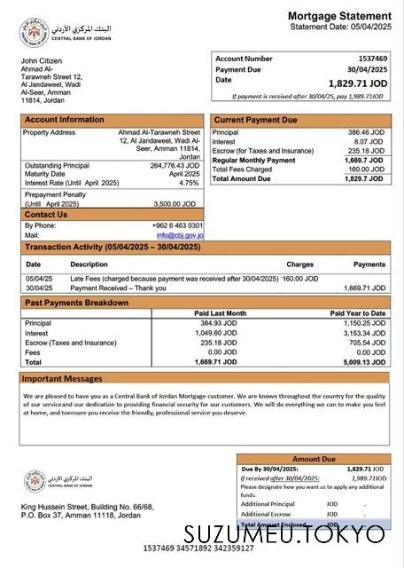 البنك المركزي الأردني
CENTRAL BANK OF JORDAN
Mortgage Statement
Statement Date: 05/04/2025
John Citizen
Ahmad Al-
Tarawneh Street 12,
Al Jandaweel, Wadi
Al-Seer, Amman
11814, Jordan
Account Number 1537469
Payment Due 30/04/2025
Date 1,829.71 JOD
If payment is received after 30/04/25, pay 1,989.71JOD
Account Information
Property Address Ahmad Al-Tarawneh Street
12, Al Jandaweel, Wadi Al-
Seer, Amman 11814,
Jordan
Outstanding Principal 264,776.43 JOD
Maturity Date April 2025
Interest Rate (Until April 2025) 4.75%
Prepayment Penalty
(Until April 2025) 3,500.00 JOD
Contact Us
By Phone: +962 6 463 0301
Mail: info@cbj.gov.jo
Current Payment Due
Principal 386.46 JOD
Interest 8.07 JOD
Escrow (for Taxes and Insurance) 235.18 JOD
Regular Monthly Payment 1,669.7 JOD
Total Fees Charged 160.00 JOD
Total Amount Due 1,829.7 JOD
Transaction Activity (05/04/2025 – 30/04/2025)
Date Description Charges Payments
05/04/25 Late Fees (charged because payment was received after 30/04/2025) 160.00 JOD
30/04/25 Payment Received – Thank you 1,669.71 JOD
Past Payments Breakdown
Paid Last Month Paid Year to Date
Principal 384.93 JOD 1,150.25 JOD
Interest 1,049.60 JOD 3,153.34 JOD
Escrow (Taxes and Insurance) 235.18 JOD 705.54 JOD
Fees 0.00 JOD 0.00 JOD
Total 1,669.71 JOD 5,009.13 JOD
Important Messages
We are pleased to have you as a Central Bank of Jordan Mortgage customer. We are known throughout the country for the quality
of our service and our dedication to providing financial security for our customers. We will do everything we can to make you feel
at home, and to ensure you receive the friendly, professional service you deserve.
البنك المركزي الأردني
CENTRAL BANK OF JORDAN
King Hussein Street, Building No. 66/68,
P.O. Box 37, Amman 11118, Jordan
Amount Due
Due By 30/04/2025: 1,829.71 JOD
If received after 30/04/2025: 1,989.71JOD
Please designate how you want us to apply any additional
funds.
Additional Principal JOD -
Additional Escrow JOD -
Total Amount Enclosed JOD -
SUZUMEU.TOKYO
1537469 34571892 342359127